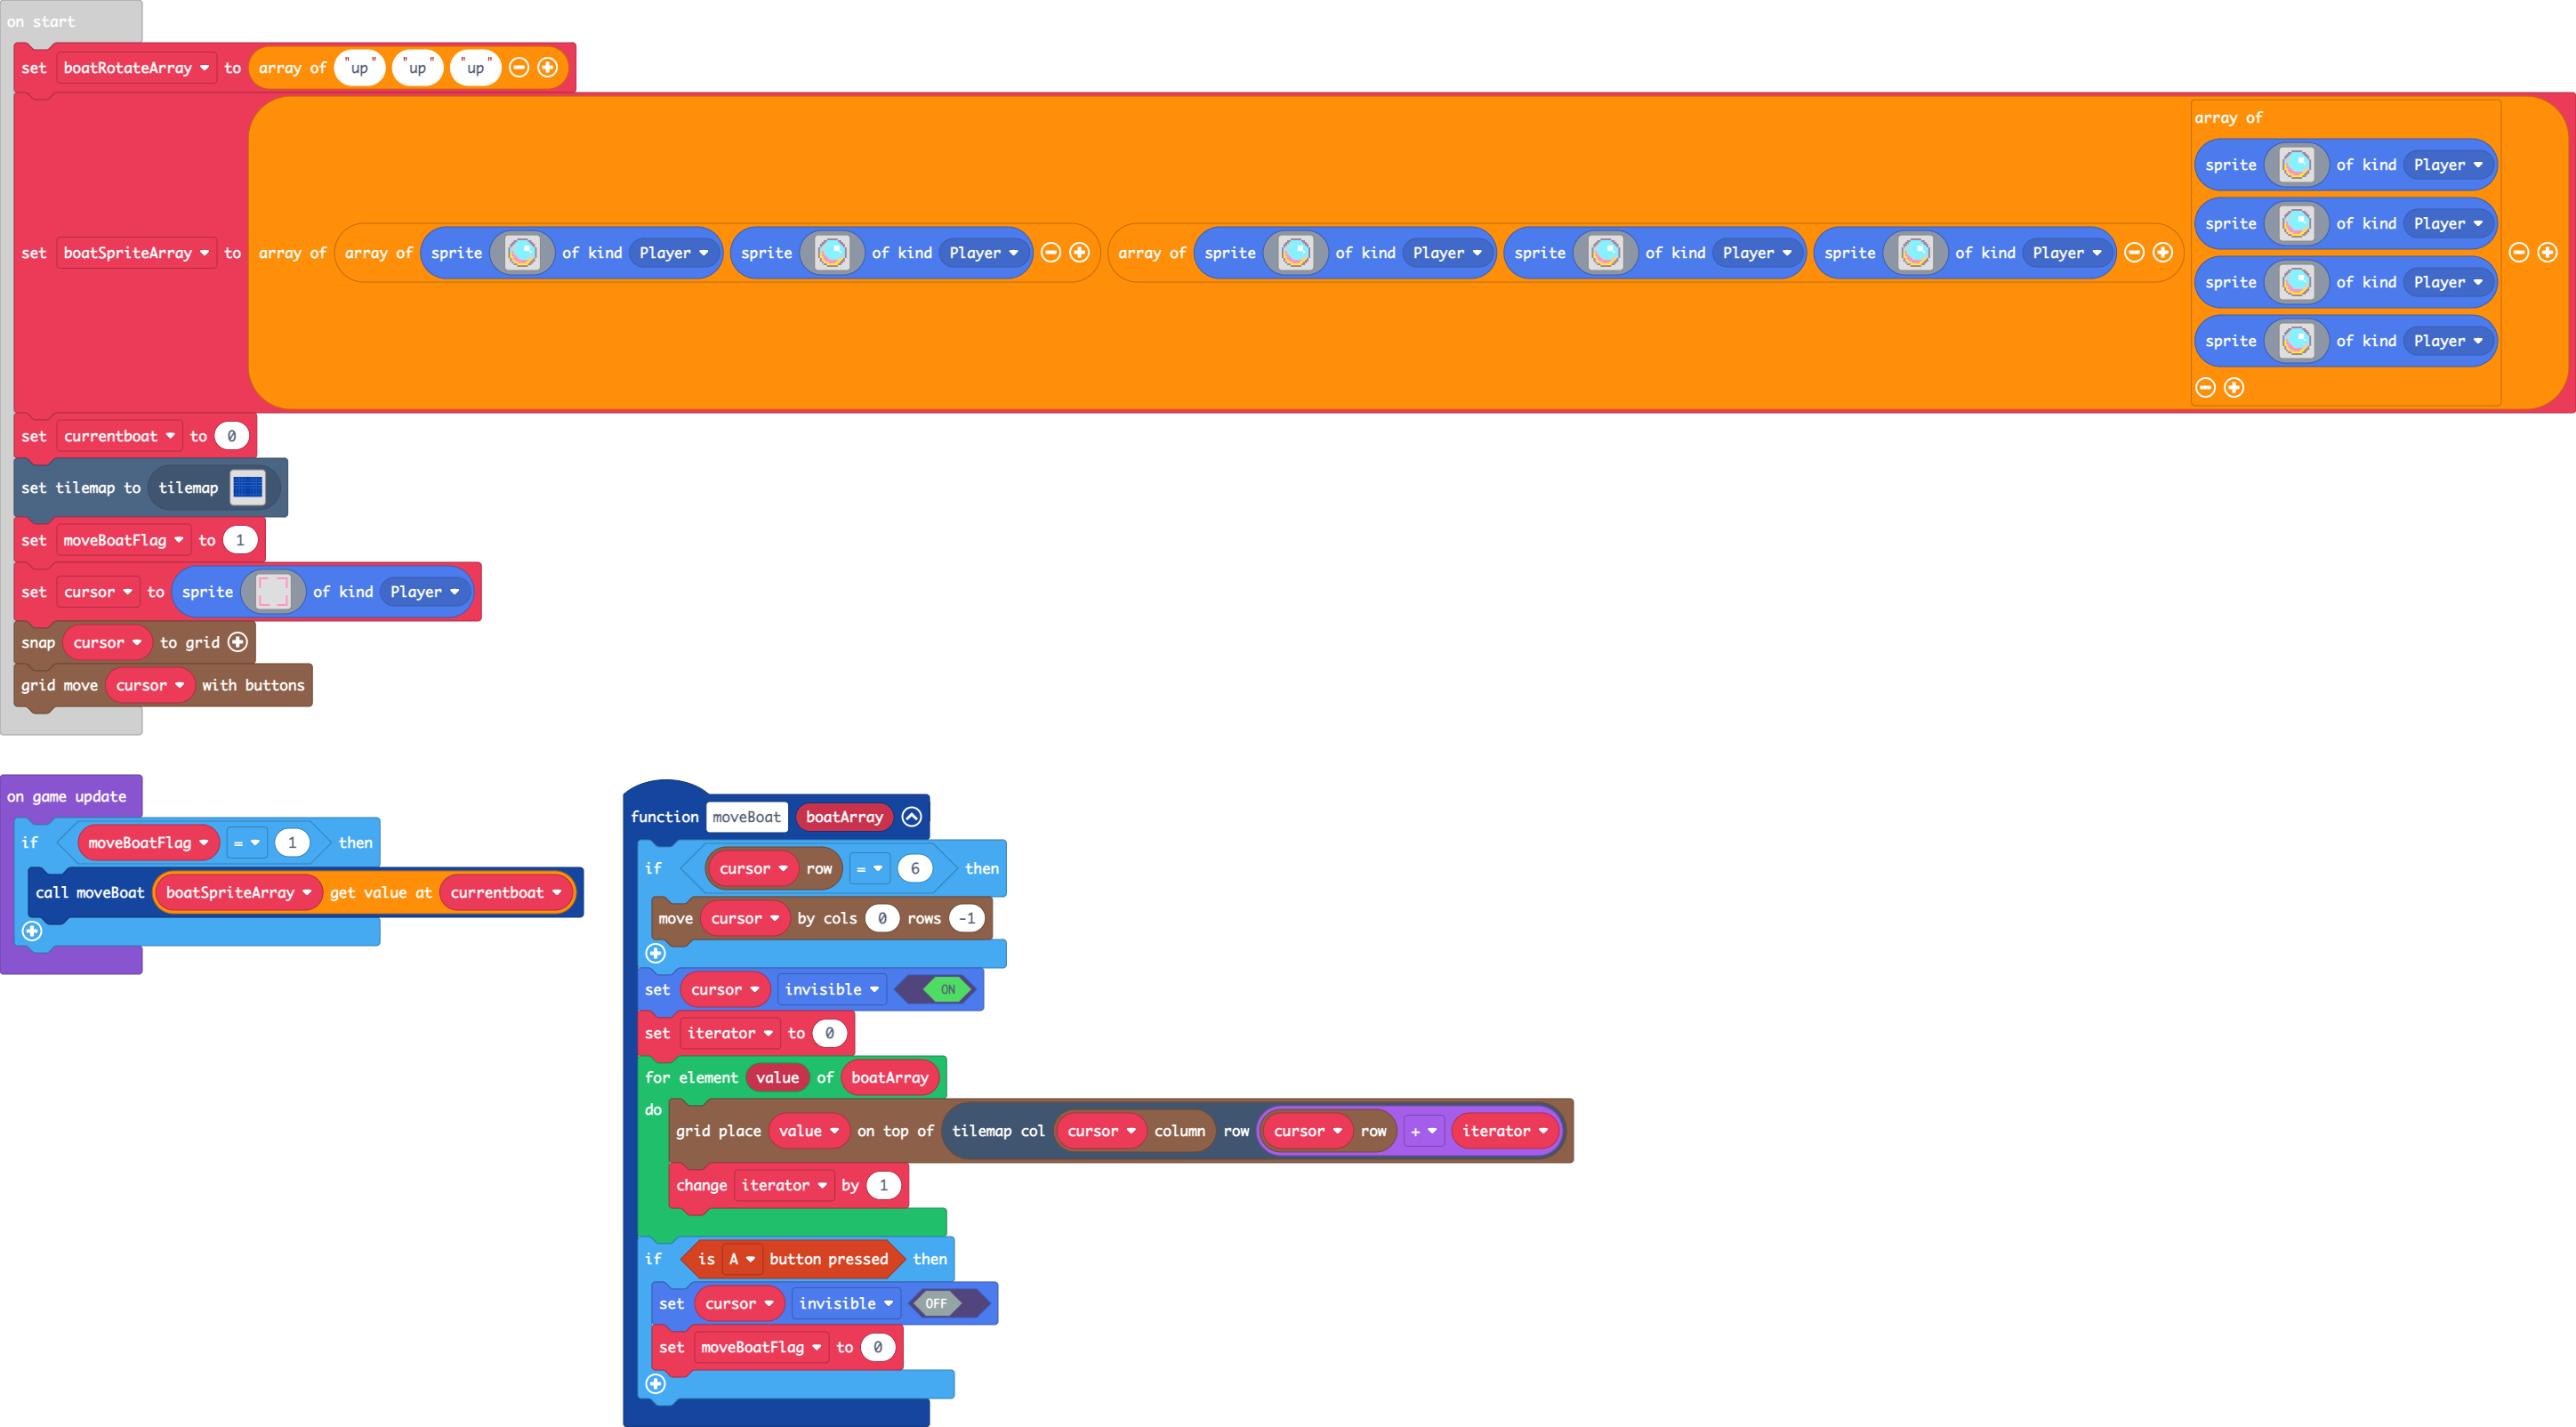 on start
set boatRotateArray to array of "up" "up" "up"
set boatSpriteArray to array of array of sprite of kind Player sprite of kind Player array of sprite of kind Player sprite of kind Player sprite of kind Player array of
sprite of kind Player
sprite of kind Player
sprite of kind Player
sprite of kind Player
set currentboat to 0
set tilemap to tilemap
set moveBoatFlag to 1
set cursor to sprite of kind Player
snap cursor to grid
grid move cursor with buttons
on game update
if moveBoatFlag = 1 then
call moveBoat boatSpriteArray get value at currentboat
function moveBoat boatArray
if cursor row = 6 then
move cursor by cols 0 rows -1
set cursor invisible ON
set iterator to 0
for element value of boatArray
do
grid place value on top of tilemap col cursor column row cursor row + iterator
change iterator by 1
if is A button pressed then
set cursor invisible OFF
set moveBoatFlag to 0